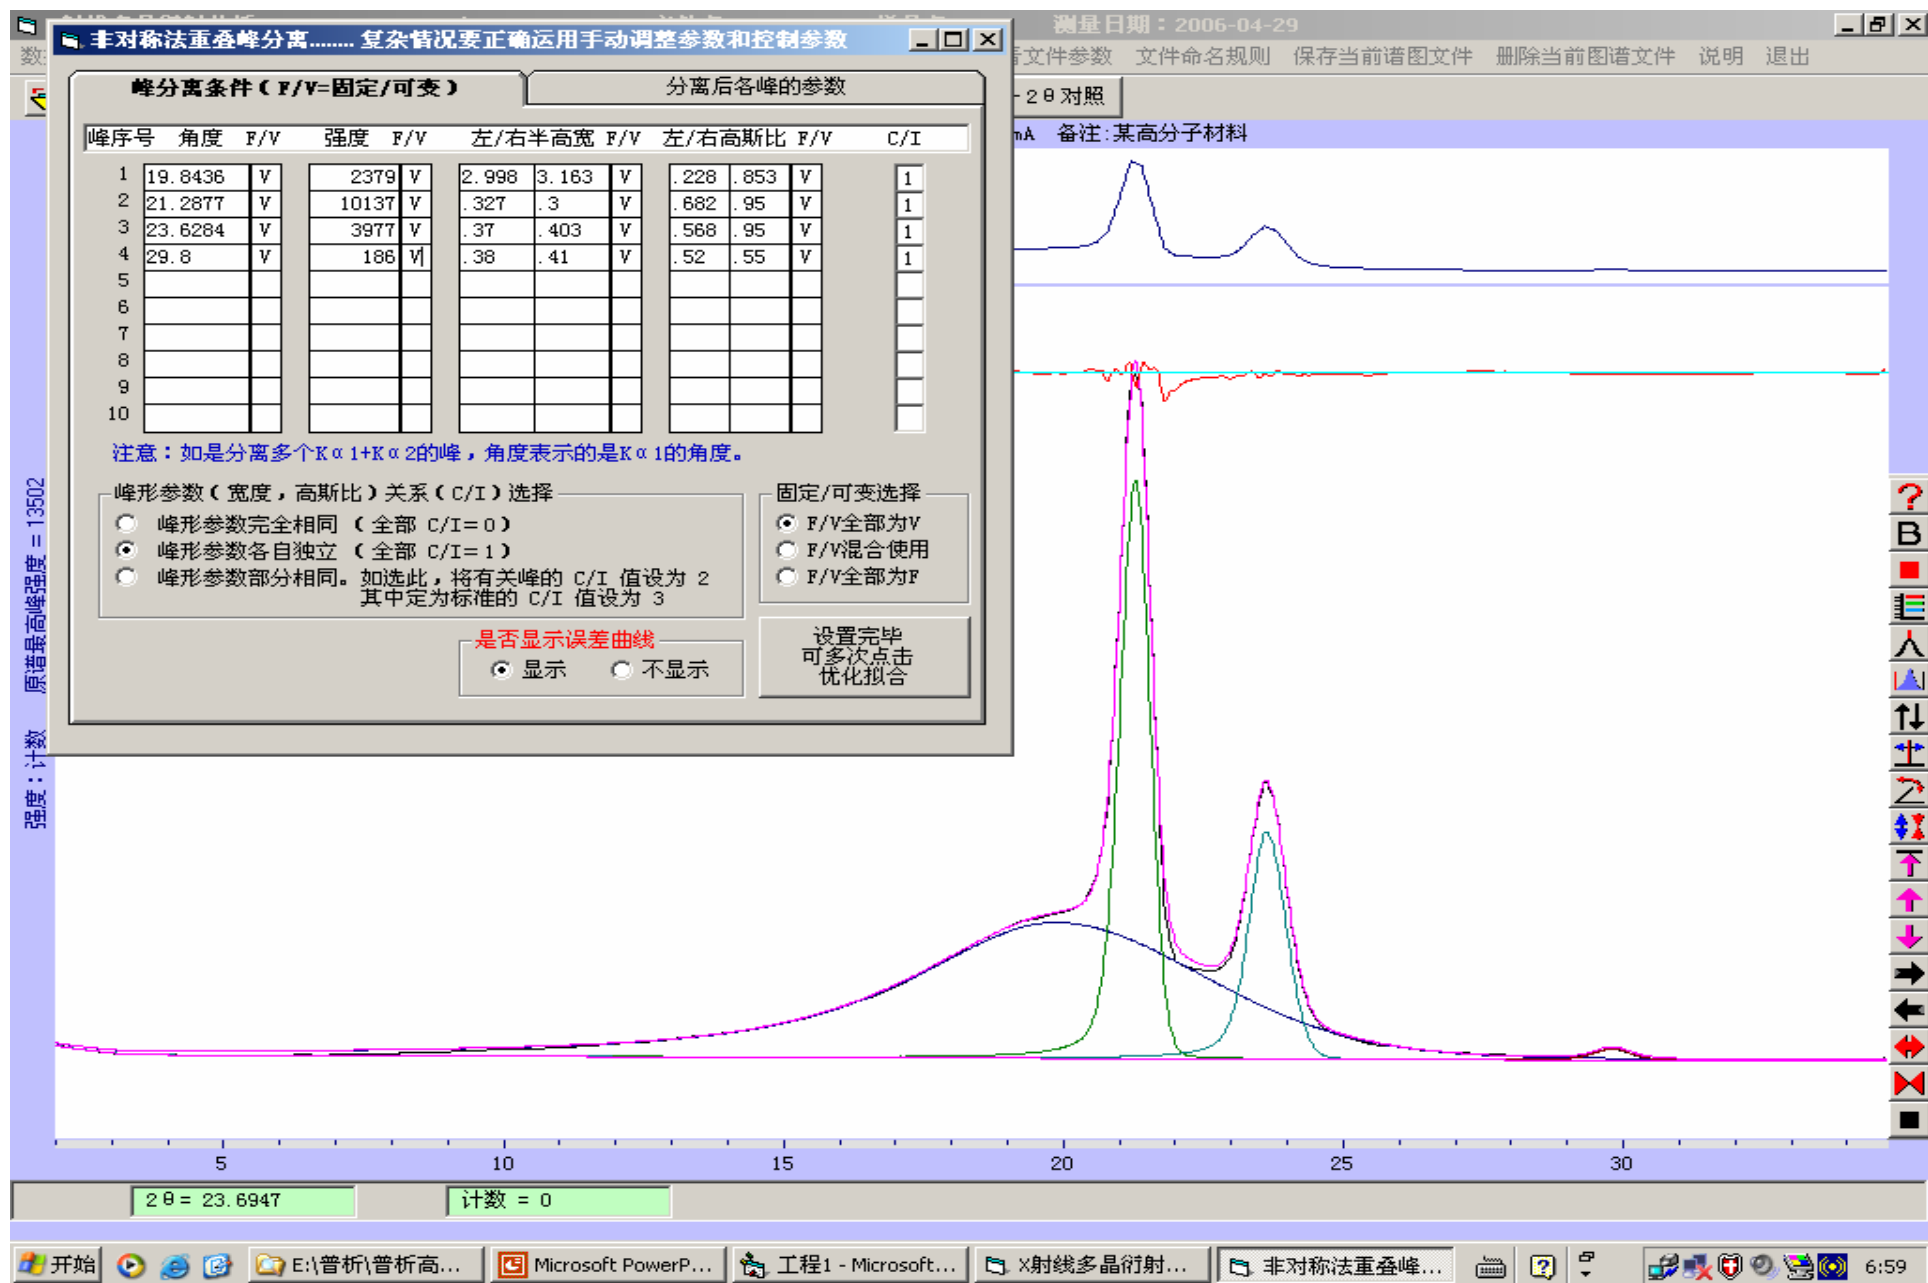 非对称法重叠峰分离........ 复杂情况要正确运用手动调整参数和控制参数
测量日期：2006-04-29
文件参数 文件命名规则 保存当前谱图文件 删除当前图谱文件 说明 退出
峰分离条件（F/V=固定/可变）
分离后各峰的参数
-2θ对照
mA 备注:某高分子材料
峰序号 角度 F/V 强度 F/V 左/右半高宽 F/V 左/右高斯比 F/V C/I
1 19.8436 V 2379 V 2.998 3.163 V .228 .853 V 1
2 21.2877 V 10137 V .327 .3 V .682 .95 V 1
3 23.6284 V 3977 V .37 .403 V .568 .95 V 1
4 29.8 V 186 V .38 .41 V .52 .55 V 1
5
6
7
8
9
10
注意：如是分离多个Kα1+Kα2的峰，角度表示的是Kα1的角度。
峰形参数（宽度，高斯比）关系（C/I）选择
峰形参数完全相同 （全部 C/I=0）
峰形参数各自独立 （全部 C/I=1）
峰形参数部分相同。如选此，将有关峰的 C/I 值设为 2
其中定为标准的 C/I 值设为 3
固定/可变选择
F/V全部为V
F/V混合使用
F/V全部为F
是否显示误差曲线
显示 不显示
设置完毕
可多次点击
优化拟合
强度：计数 原谱最高峰强度 = 13502
B
5 10 15 20 25 30
2θ= 23.6947
计数 = 0
开始
E:\普析\普析高...
Microsoft PowerP...
工程1 - Microsoft...
X射线多晶衍射...
非对称法重叠峰...
6:59